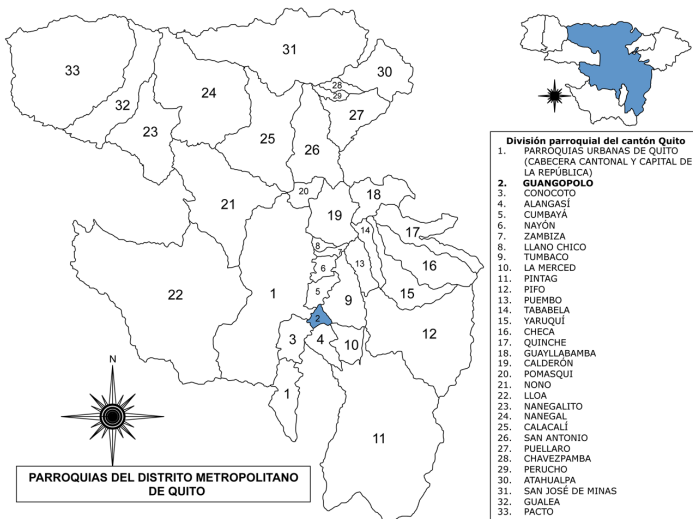 33
32
23
24
31
28
29
30
27
25
26
20
21
18
19
17
14
16
8
7
6
13
15
22
1
5
9
2
12
3
4
10
1
11
N
PARROQUIAS DEL DISTRITO METROPOLITANO
DE QUITO
División parroquial del cantón Quito
1. PARROQUIAS URBANAS DE QUITO
(CABECERA CANTONAL Y CAPITAL DE
LA REPÚBLICA)
2. GUANGOPOLO
3. CONOCOTO
4. ALANGASÍ
5. CUMBAYÁ
6. NAYÓN
7. ZAMBIZA
8. LLANO CHICO
9. TUMBACO
10. LA MERCED
11. PINTAG
12. PIFO
13. PUEMBO
14. TABABELA
15. YARUQUÍ
16. CHECA
17. QUINCHE
18. GUAYLLABAMBA
19. CALDERÓN
20. POMASQUI
21. NONO
22. LLOA
23. NANEGALITO
24. NANEGAL
25. CALACALÍ
26. SAN ANTONIO
27. PUELLARO
28. CHAVEZPAMBA
29. PERUCHO
30. ATAHUALPA
31. SAN JOSÉ DE MINAS
32. GUALEA
33. PACTO